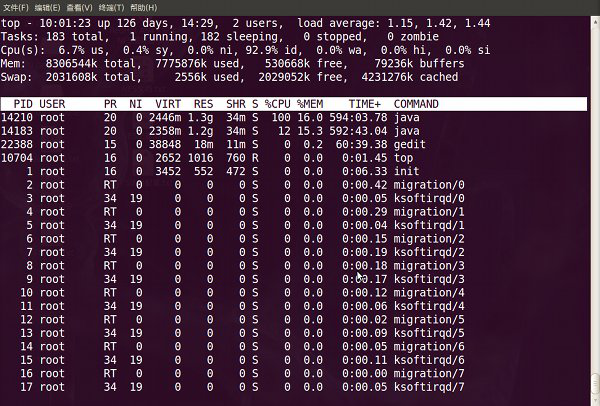 文件(F) 编辑(E) 查看(V) 终端(T) 帮助(H)
top - 10:01:23 up 126 days, 14:29,  2 users,  load average: 1.15, 1.42, 1.44
Tasks: 183 total,   1 running, 182 sleeping,   0 stopped,   0 zombie
Cpu(s):  6.7%us,  0.4%sy,  0.0%ni, 92.9%id,  0.0%wa,  0.0%hi,  0.0%si
Mem:   8306544k total,  7775876k used,   530668k free,    79236k buffers
Swap:  2031608k total,     2556k used,  2029052k free,  4231276k cached
PID USER      PR  NI  VIRT  RES  SHR S %CPU %MEM    TIME+  COMMAND
14210 root      20   0 2446m 1.3g  34m S  100 16.0 594:03.78 java
14183 root      20   0 2358m 1.2g  34m S   12 15.3 592:43.04 java
22388 root      15   0 38848  18m  11m S    0  0.2  60:39.38 gedit
10704 root      16   0  2652 1016  760 R    0  0.0   0:01.45 top
1 root      16   0  3452  552  472 S    0  0.0   0:06.33 init
2 root      RT   0     0    0    0 S    0  0.0   0:00.42 migration/0
3 root      34  19     0    0    0 S    0  0.0   0:00.05 ksoftirqd/0
4 root      RT   0     0    0    0 S    0  0.0   0:00.29 migration/1
5 root      34  19     0    0    0 S    0  0.0   0:00.04 ksoftirqd/1
6 root      RT   0     0    0    0 S    0  0.0   0:00.15 migration/2
7 root      34  19     0    0    0 S    0  0.0   0:00.19 ksoftirqd/2
8 root      RT   0     0    0    0 S    0  0.0   0:00.18 migration/3
9 root      34  19     0    0    0 S    0  0.0   0:00.17 ksoftirqd/3
10 root      RT   0     0    0    0 S    0  0.0   0:00.12 migration/4
11 root      34  19     0    0    0 S    0  0.0   0:00.06 ksoftirqd/4
12 root      RT   0     0    0    0 S    0  0.0   0:00.02 migration/5
13 root      34  19     0    0    0 S    0  0.0   0:00.09 ksoftirqd/5
14 root      RT   0     0    0    0 S    0  0.0   0:00.05 migration/6
15 root      34  19     0    0    0 S    0  0.0   0:00.11 ksoftirqd/6
16 root      RT   0     0    0    0 S    0  0.0   0:00.00 migration/7
17 root      34  19     0    0    0 S    0  0.0   0:00.05 ksoftirqd/7